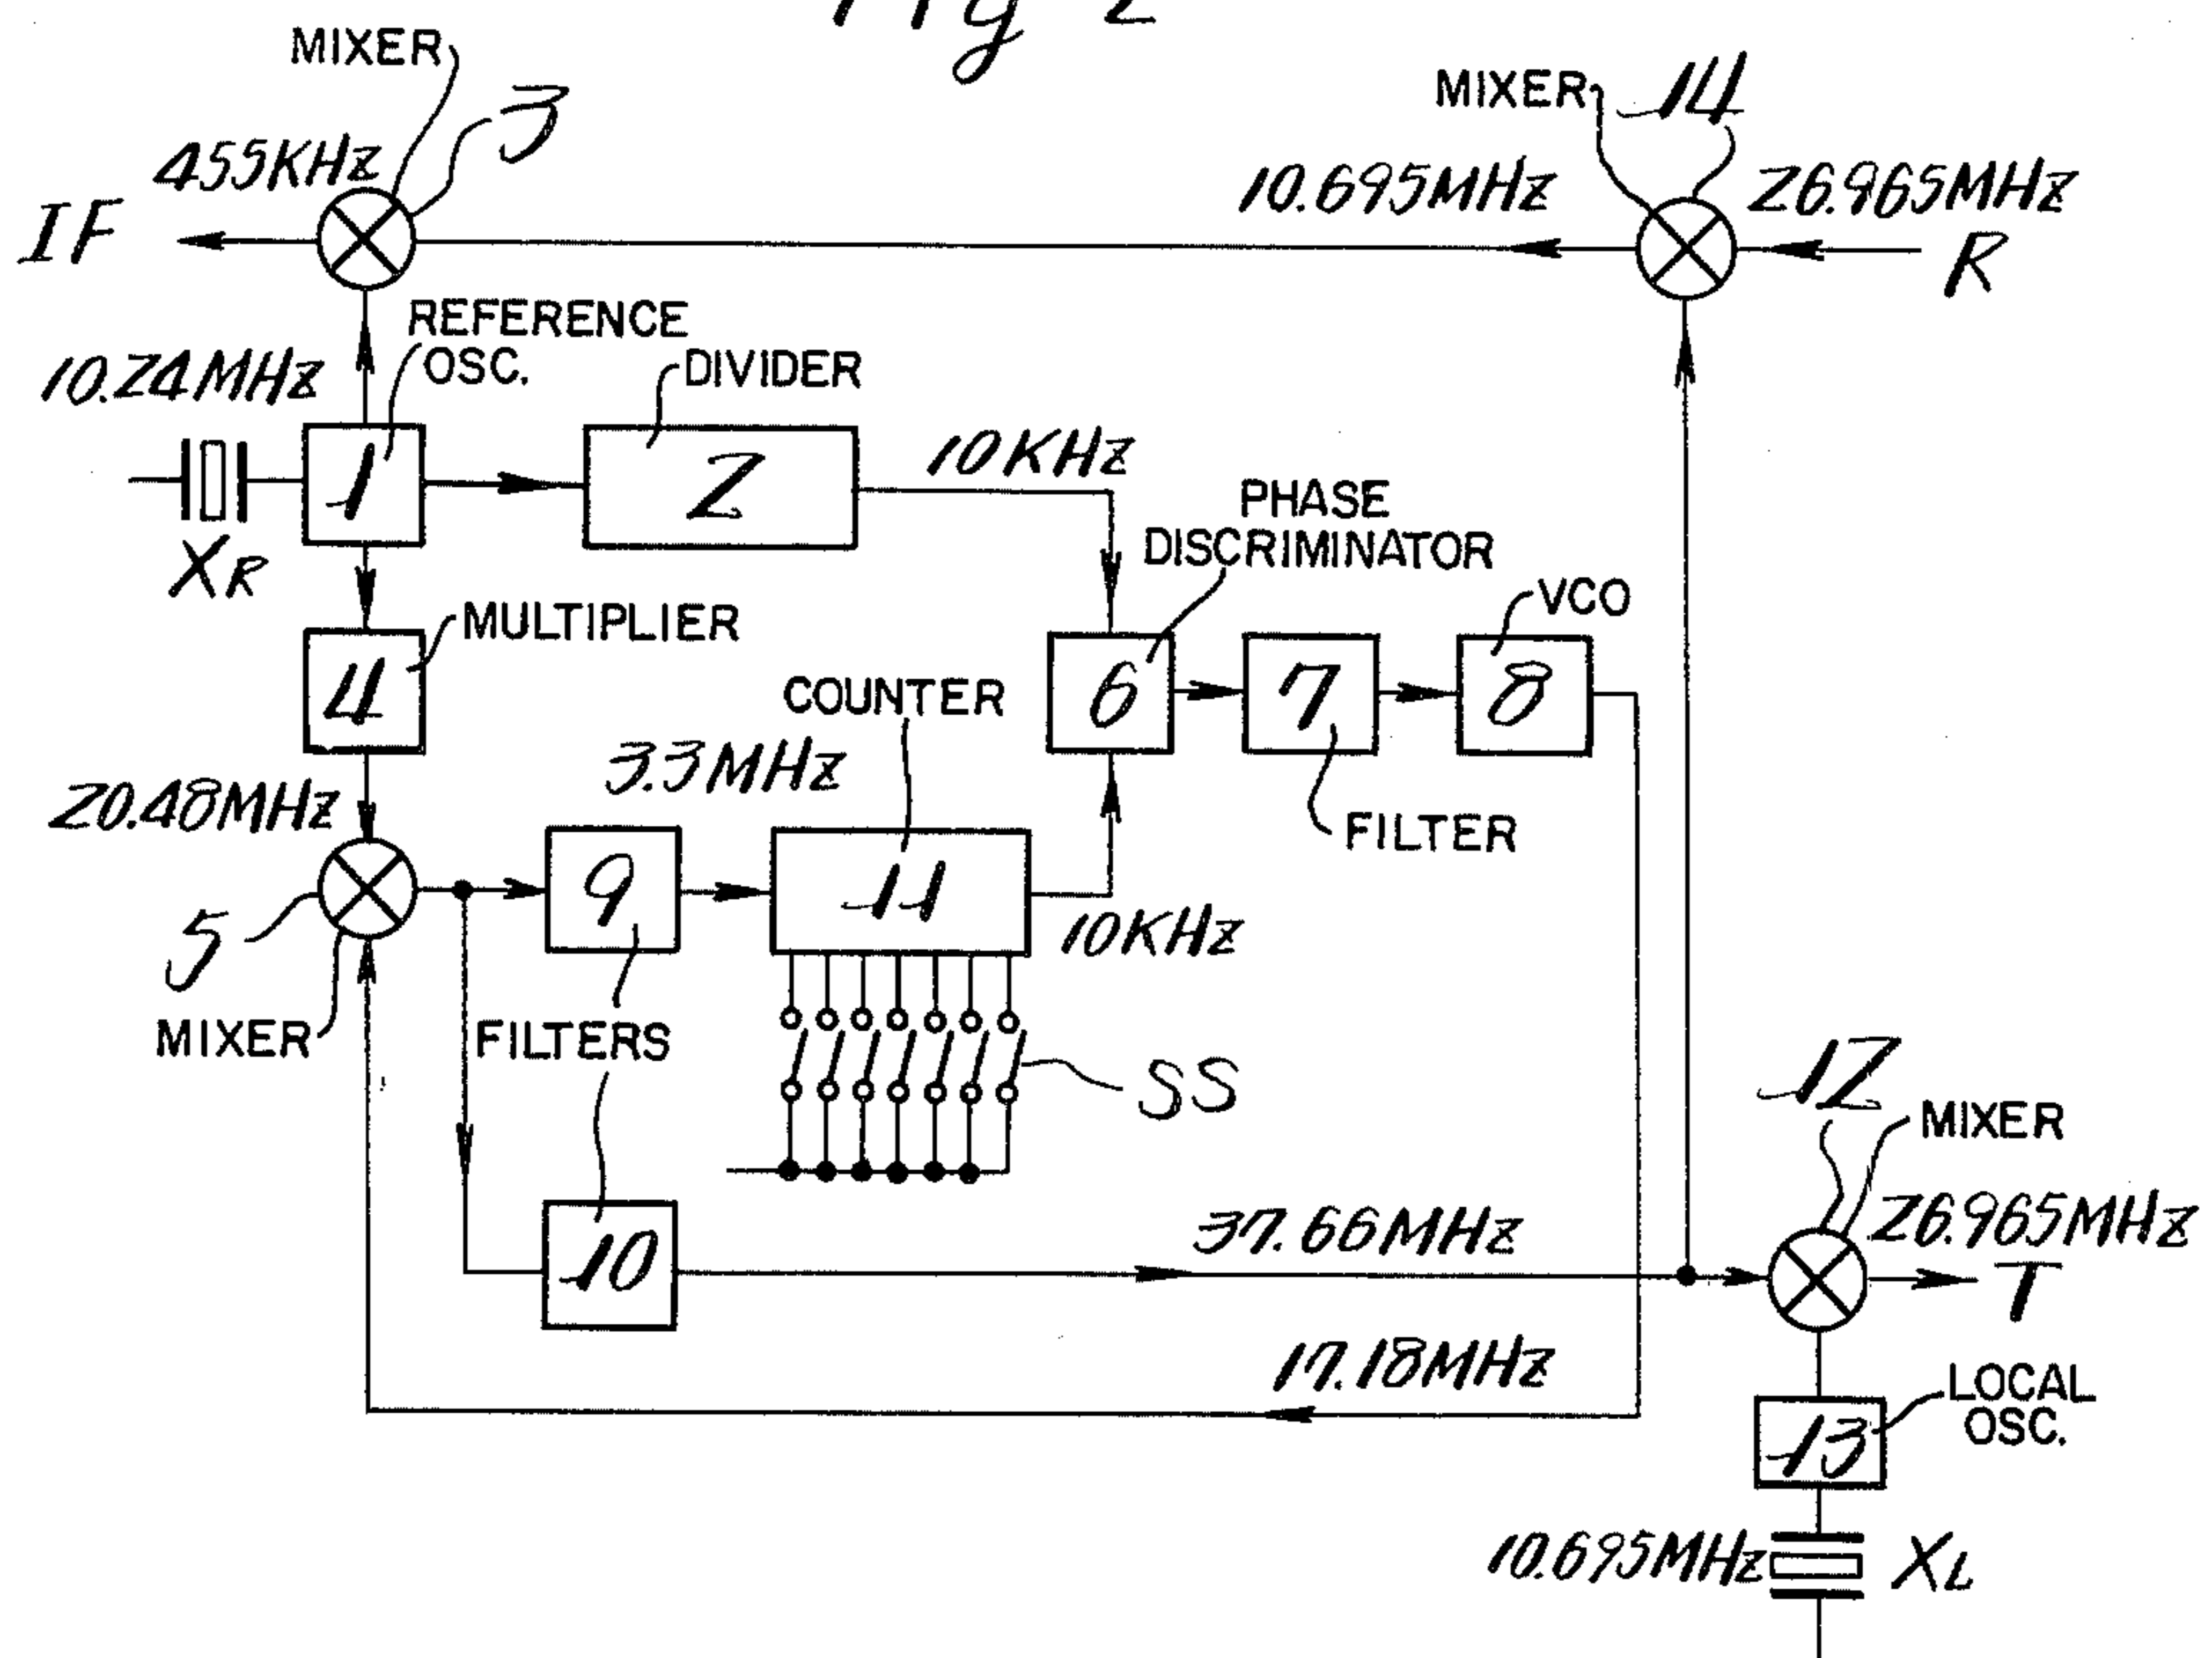 Fig 2
MIXER
3
MIXER
14
455KHz
10.695MHz
26.965MHz
IF
R
REFERENCE
OSC.
10.24MHz
DIVIDER
1
2
10KHz
XR
PHASE
DISCRIMINATOR
VCO
MULTIPLIER
4
6
7
8
COUNTER
3.3MHz
20.48MHz
FILTER
9
11
5
10KHz
MIXER
FILTERS
SS
12
MIXER
10
37.66MHz
26.965MHz
T
17.18MHz
LOCAL
OSC.
13
10.695MHz
XL